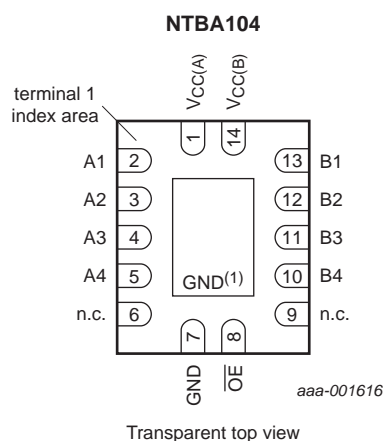 NTBA104
terminal 1
index area
VCC(A)
VCC(B)
1
14
A1 2 13 B1
A2 3 12 B2
A3 4 11 B3
A4 5 10 B4
GND(1)
n.c. 6 9 n.c.
7
8
GND
OE
aaa-001616
Transparent top view